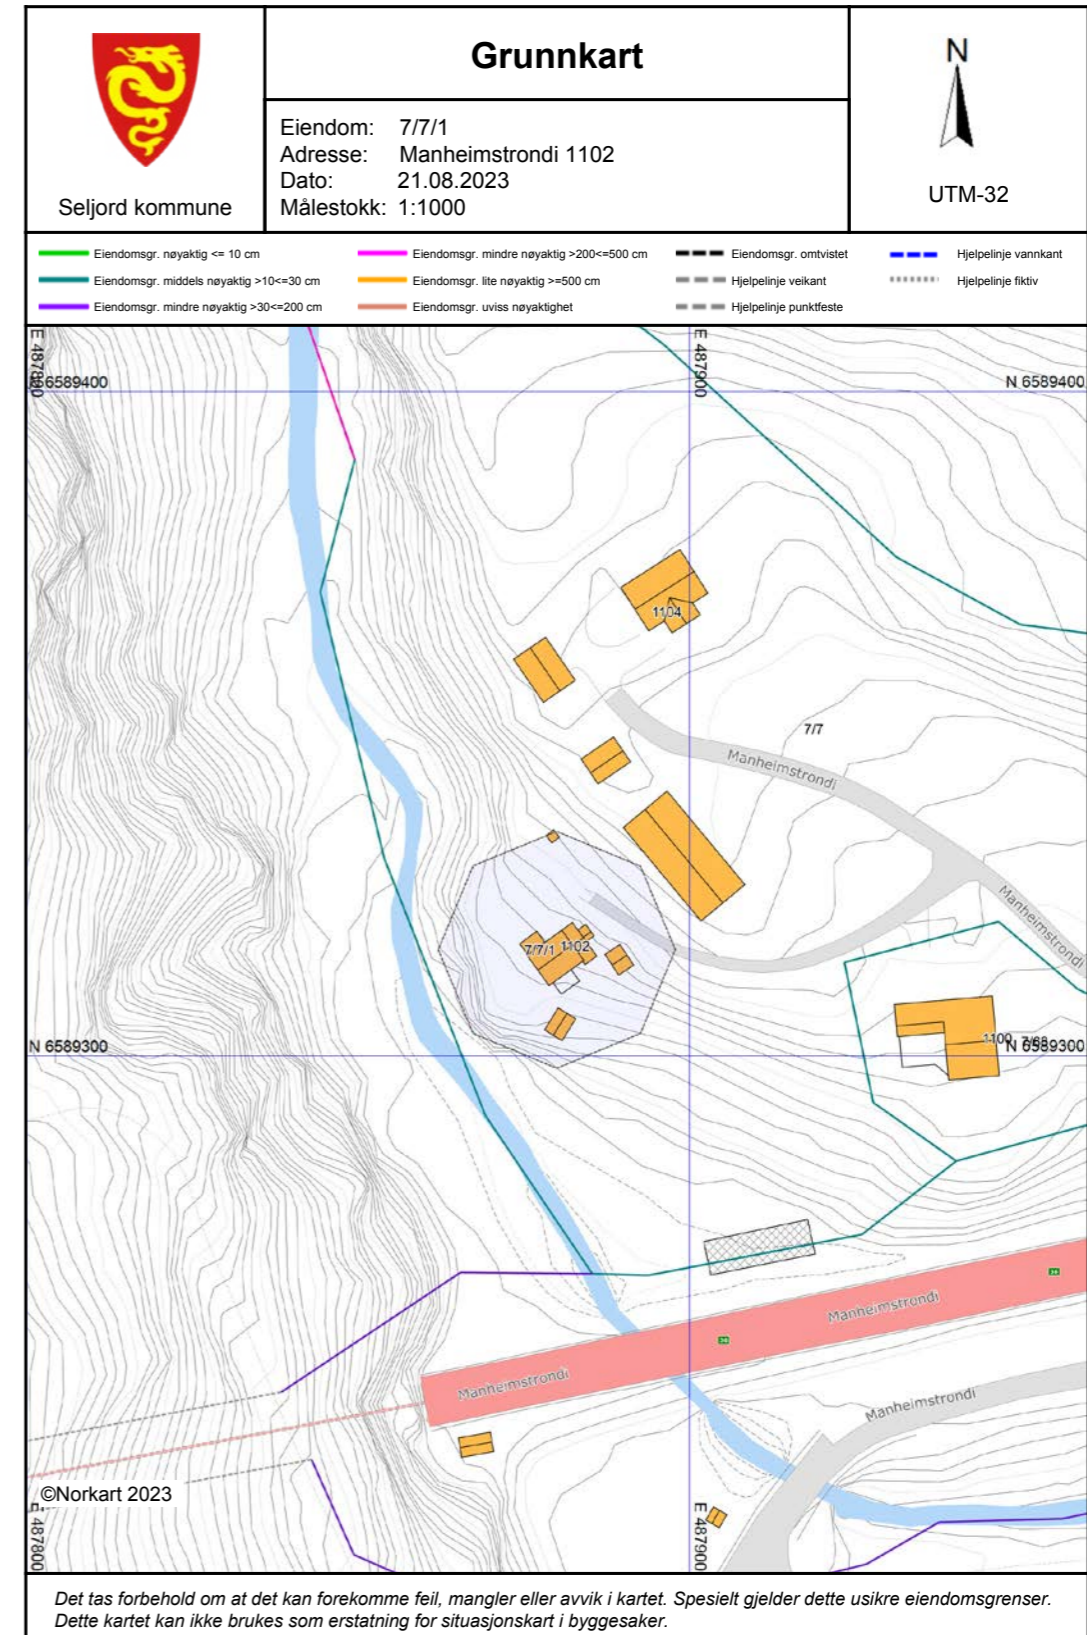 Grunnkart
Seljord kommune
Eiendom: 7/7/1
Adresse: Manheimstrondi 1102
Dato: 21.08.2023
Målestokk: 1:1000
N
UTM-32
Eiendomsgr. nøyaktig <= 10 cm
Eiendomsgr. middels nøyaktig >10<=30 cm
Eiendomsgr. mindre nøyaktig >30<=200 cm
Eiendomsgr. mindre nøyaktig >200<=500 cm
Eiendomsgr. lite nøyaktig >=500 cm
Eiendomsgr. uviss nøyaktighet
Eiendomsgr. omtvistet
Hjelpelinje veikant
Hjelpelinje punktfeste
Hjelpelinje vannkant
Hjelpelinje fiktiv
E 487800
E 487900
N 6589400
N 6589400
1104
7/7
Manheimstrondi
Manheimstrondi
7/7/1 1102
N 6589300
1100
N 6589300
36
36
Manheimstrondi
Manheimstrondi
Manheimstrondi
©Norkart 2023
E 487800
E 487900
Det tas forbehold om at det kan forekomme feil, mangler eller avvik i kartet. Spesielt gjelder dette usikre eiendomsgrenser.
Dette kartet kan ikke brukes som erstatning for situasjonskart i byggesaker.